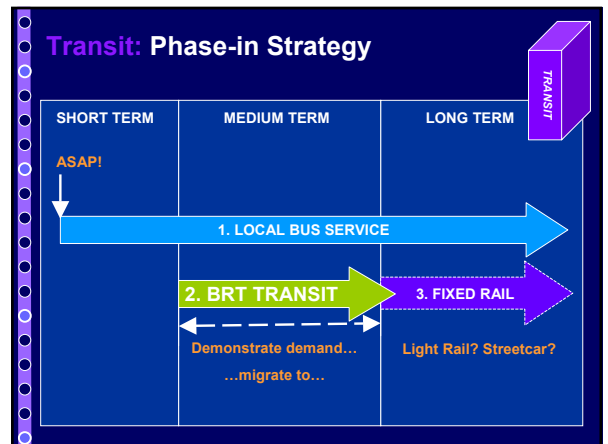 Transit: Phase-in Strategy
TRANSIT
SHORT TERM
MEDIUM TERM
LONG TERM
ASAP!
1. LOCAL BUS SERVICE
2. BRT TRANSIT
3. FIXED RAIL
Demonstrate demand…
…migrate to…
Light Rail? Streetcar?